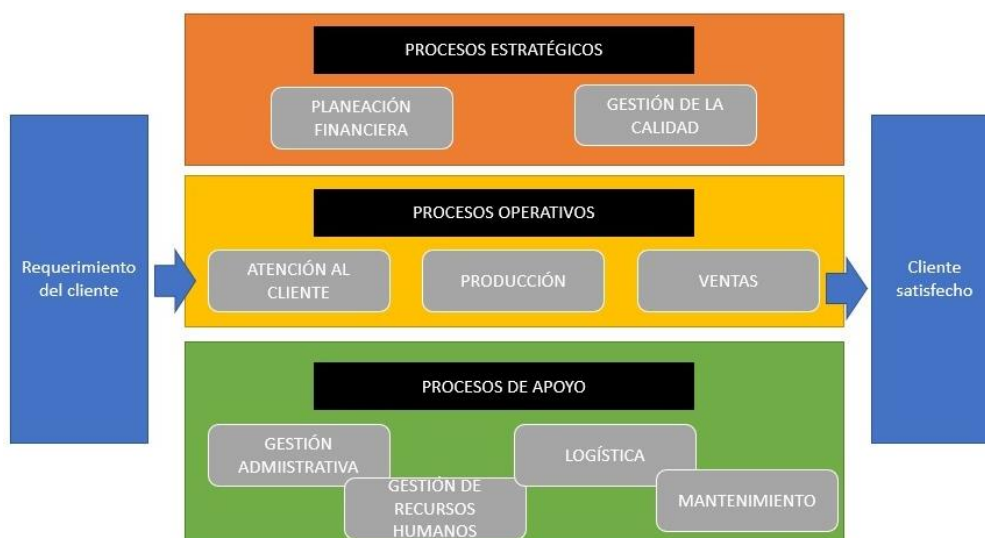 PROCESOS ESTRATÉGICOS
PLANEACIÓN
FINANCIERA
GESTIÓN DE LA
CALIDAD
Requerimiento
del cliente
PROCESOS OPERATIVOS
ATENCIÓN AL
CLIENTE
PRODUCCIÓN
VENTAS
Cliente
satisfecho
PROCESOS DE APOYO
GESTIÓN
ADMIISTRATIVA
GESTIÓN DE
RECURSOS
HUMANOS
LOGÍSTICA
MANTENIMIENTO